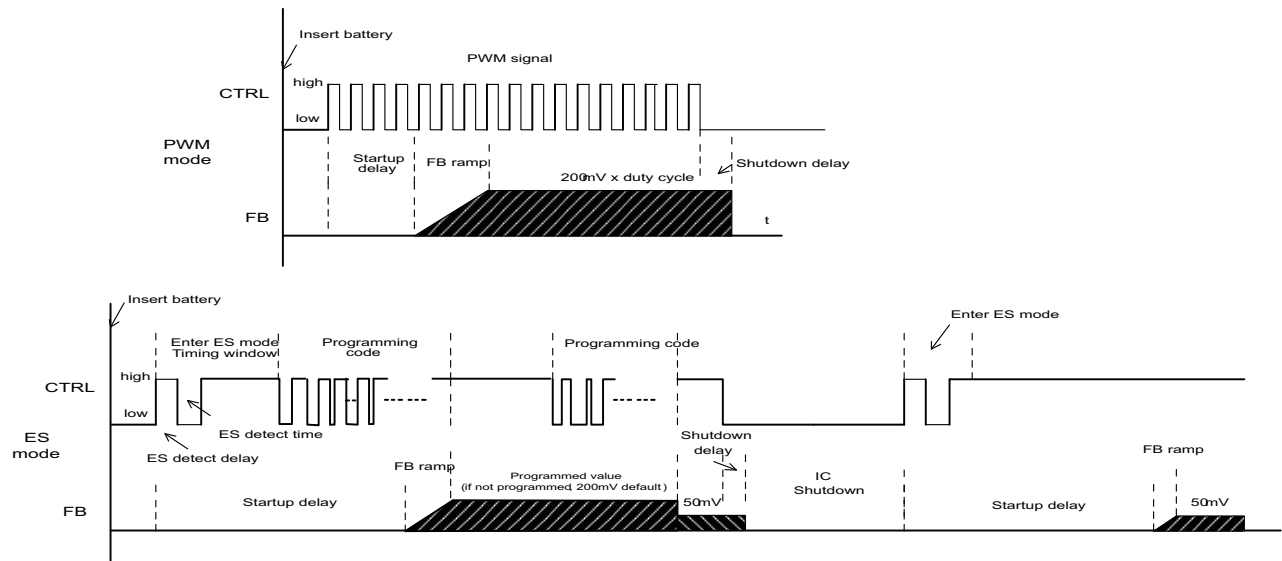 Insert battery
PWM signal
high
CTRL
low
PWM
mode
Startup
delay
FB ramp
Shutdown delay
200mV x duty cycle
FB
t
Insert battery
Enter ES mode
Enter ES mode
Timing window
Programming
code
Programming code
high
CTRL
low
ES
mode
ES detect time
ES detect delay
Shutdown
delay
FB ramp
FB ramp
Programmed value
(if not programmed, 200mV default)
50mV
IC
Shutdown
50mV
Startup delay
Startup delay
FB